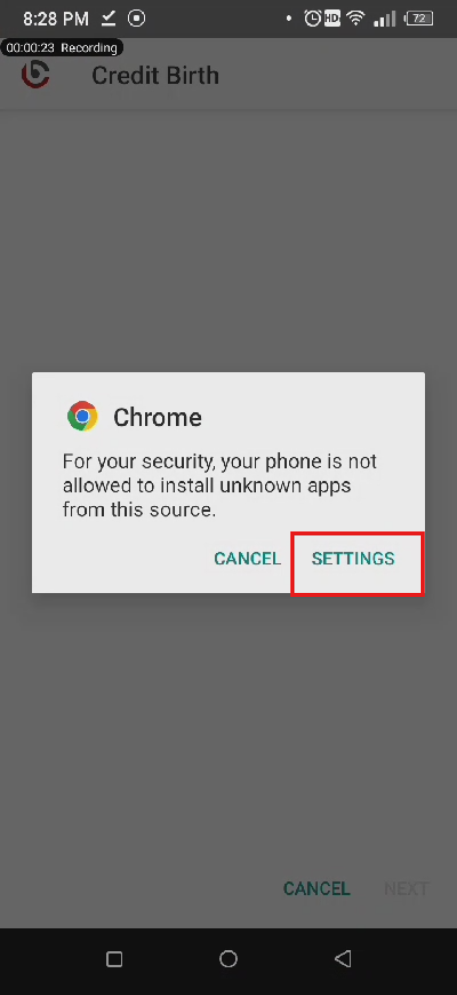 8:28 PM
HD
72
00:00:23 Recording
Credit Birth
Chrome
For your security, your phone is not
allowed to install unknown apps
from this source.
CANCEL SETTINGS
CANCEL NEXT